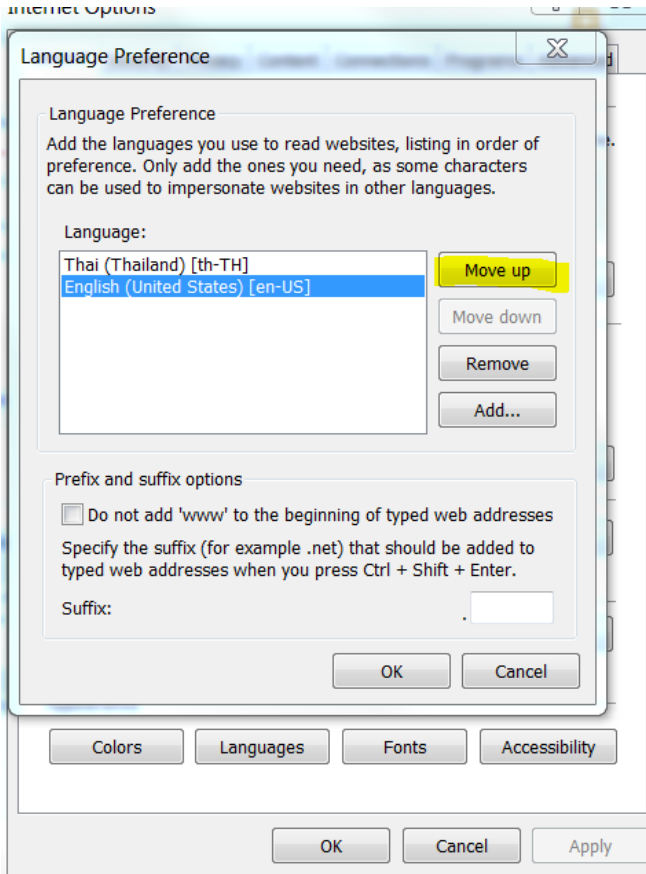 Internet Options
Language Preference
Language Preference
Add the languages you use to read websites, listing in order of
preference. Only add the ones you need, as some characters
can be used to impersonate websites in other languages.
Language:
Thai (Thailand) [th-TH]
English (United States) [en-US]
Move up
Move down
Remove
Add...
Prefix and suffix options
Do not add 'www' to the beginning of typed web addresses
Specify the suffix (for example .net) that should be added to
typed web addresses when you press Ctrl + Shift + Enter.
Suffix:
.
OK
Cancel
Colors
Languages
Fonts
Accessibility
OK
Cancel
Apply